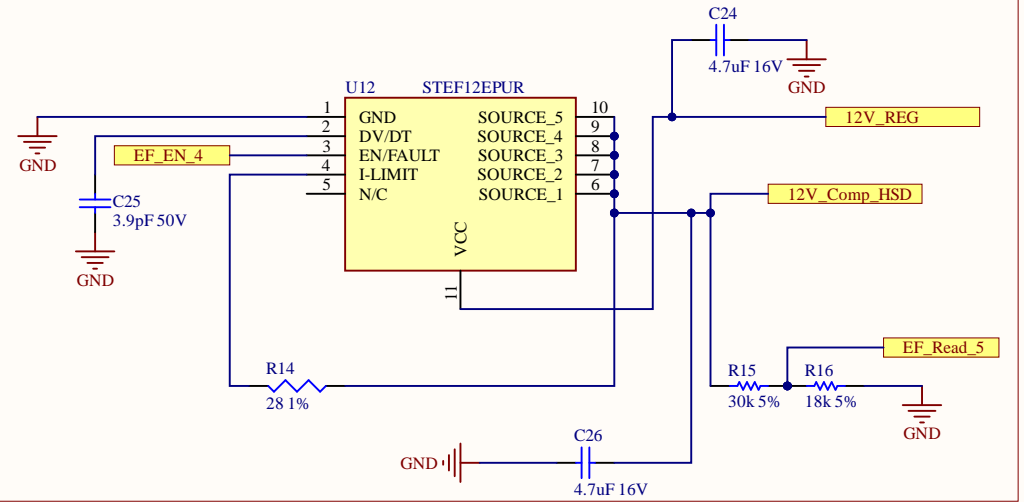 C24
4.7uF 16V
GND
U12 STEF12EPUR
1 GND SOURCE_5 10
2 DV/DT SOURCE_4 9
3 EN/FAULT SOURCE_3 8
4 I-LIMIT SOURCE_2 7
5 N/C SOURCE_1 6
VCC
11
GND
EF_EN_4
12V_REG
12V_Comp_HSD
C25
3.9pF 50V
GND
EF_Read_5
R14
28 1%
R15
30k 5%
R16
18k 5%
GND
C26
GND
4.7uF 16V